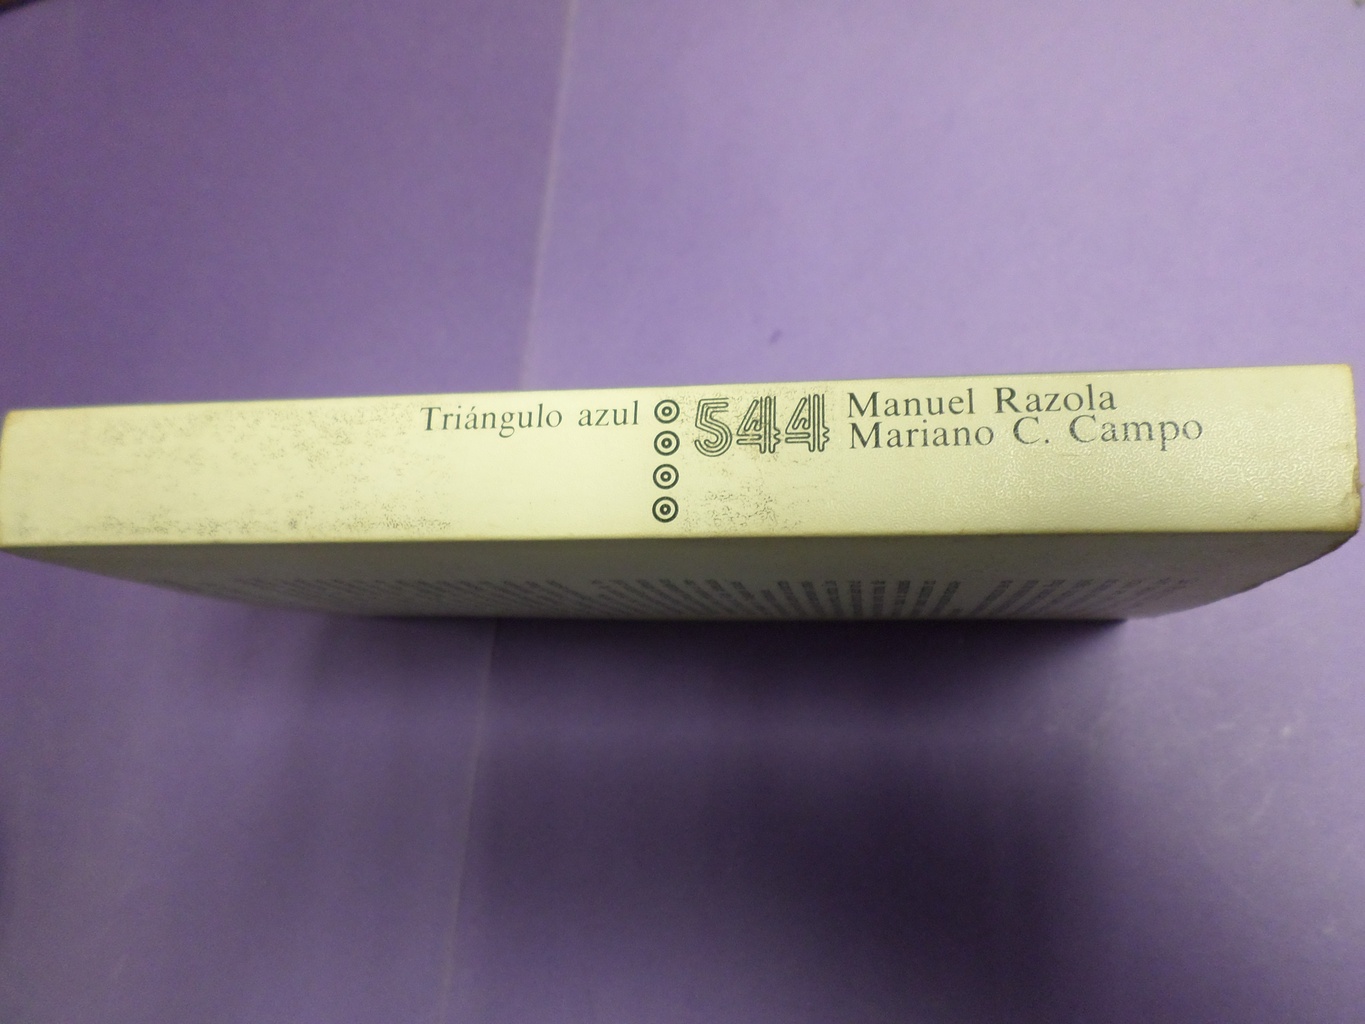 Triángulo azul
544
Manuel Razola
Mariano C. Campo